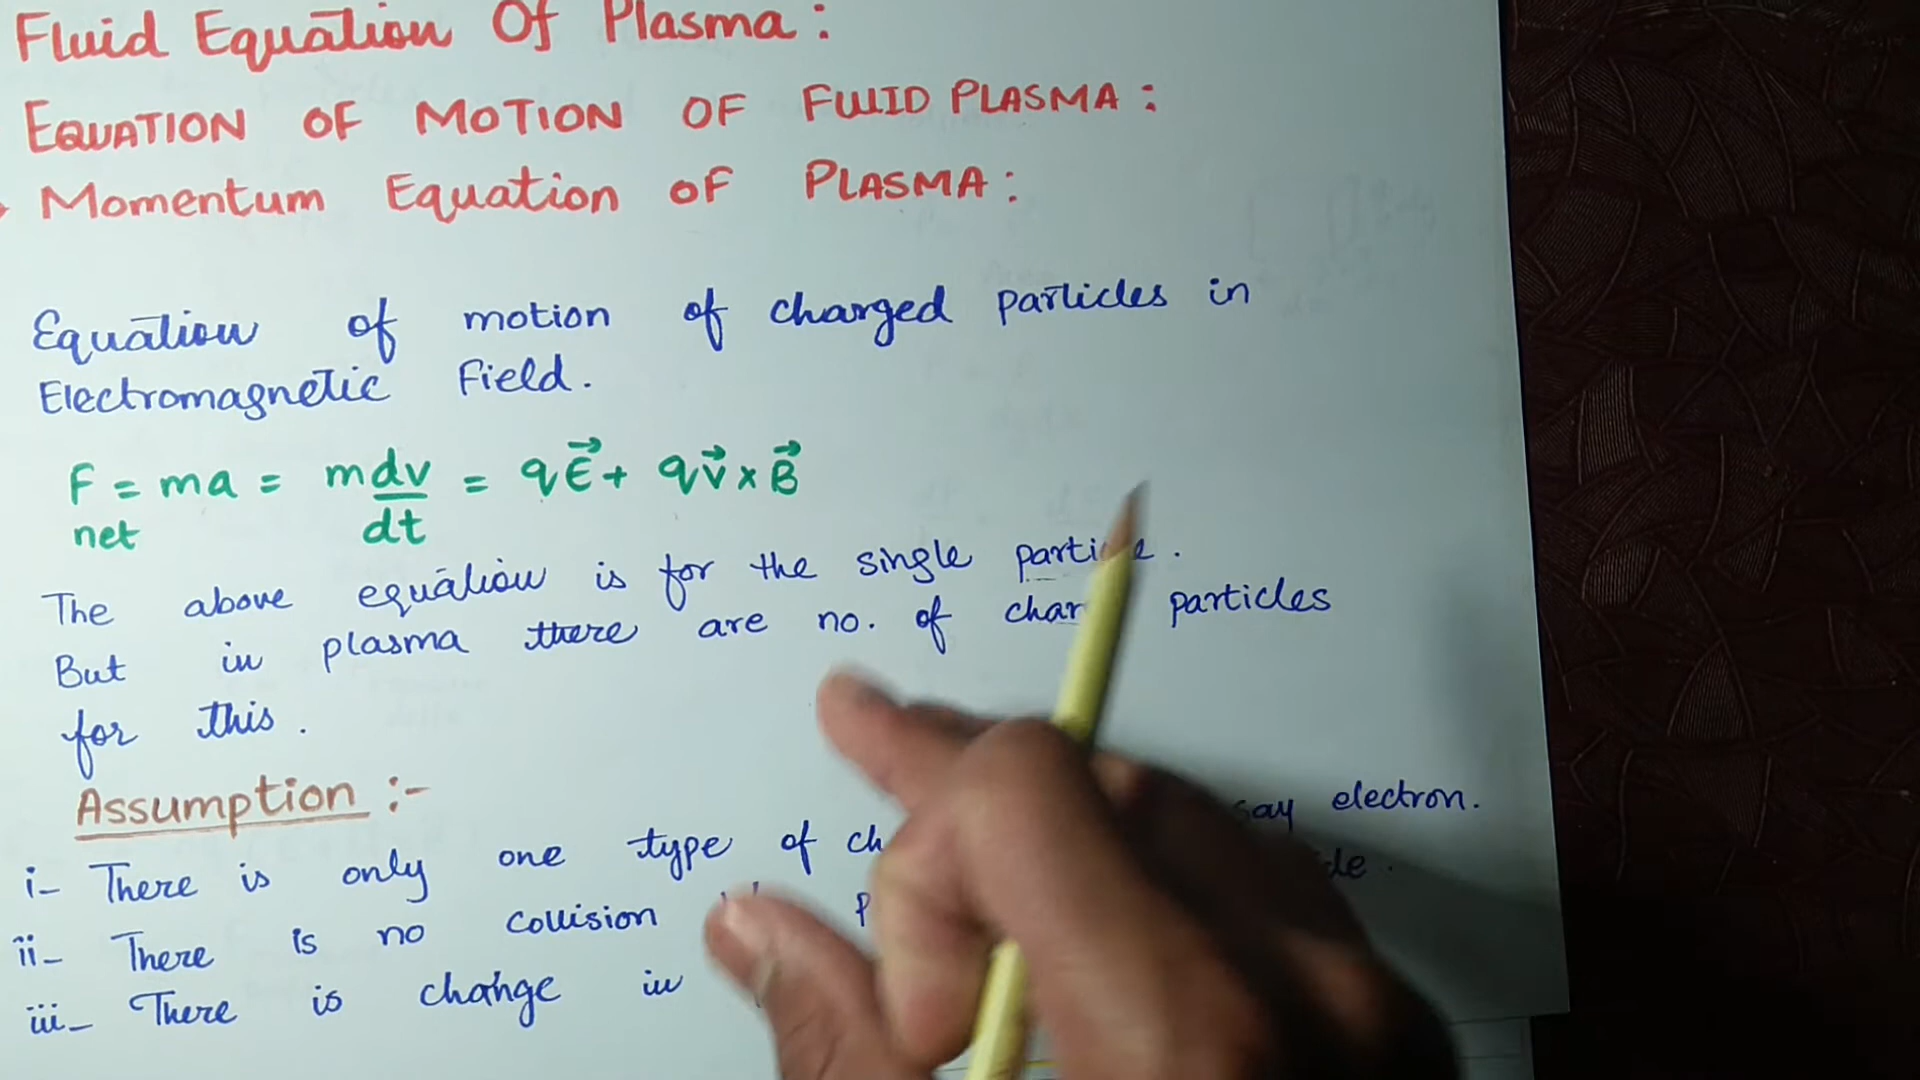 Fluid Equation Of Plasma :
EQUATION OF MOTION OF FLUID PLASMA :
Momentum Equation OF PLASMA :
Equation of motion of charged particles in
Electromagnetic Field.
F net = ma = mdv/dt = qE⃗ + qv⃗ × B⃗
The above equation is for the single particle.
But in plasma there are no. of particles
for this.
Assumption :-
i- There is only one type of say electron.
ii- There is no collision
iii- There is change in